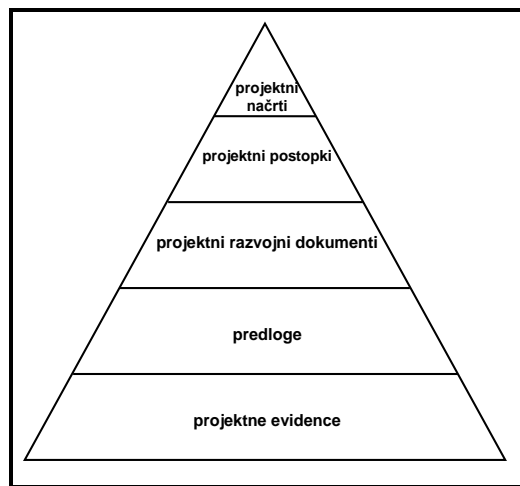 projektni
načrti
projektni postopki
projektni razvojni dokumenti
predloge
projektne evidence